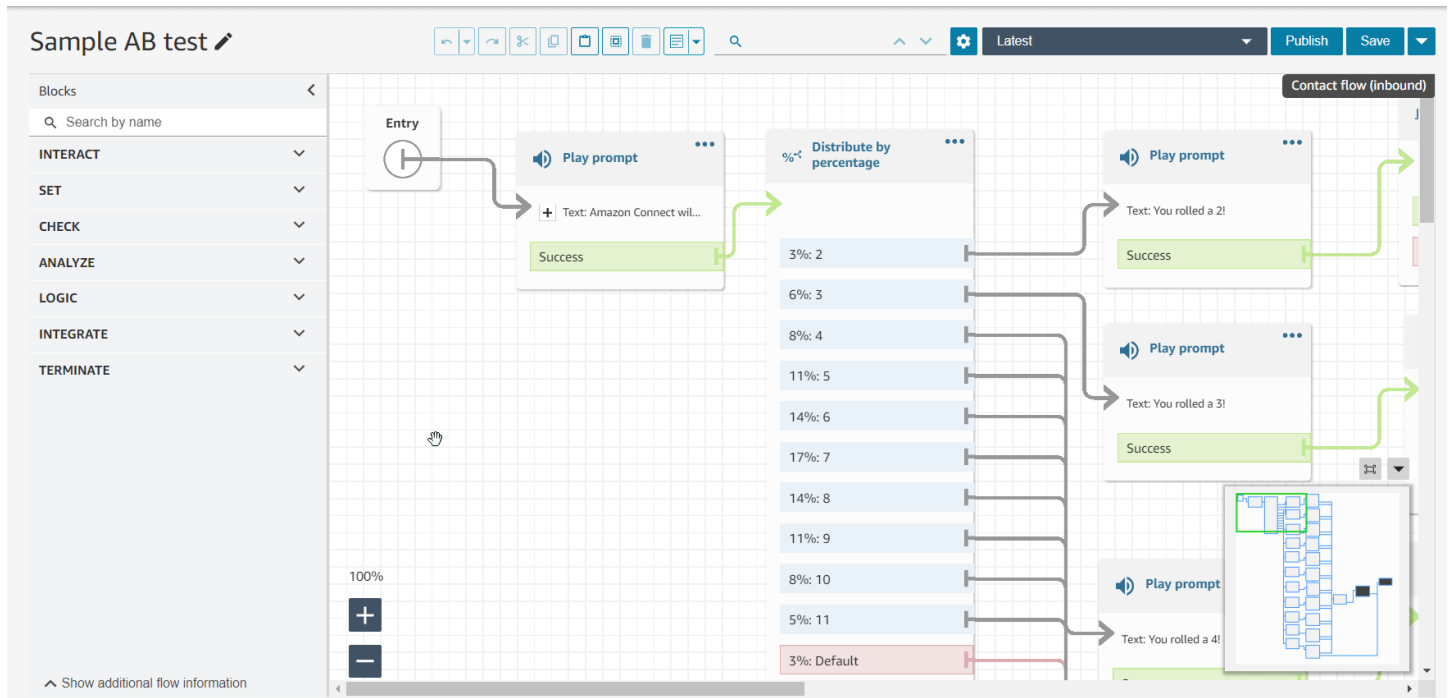 Sample AB test
Latest
Publish
Save
Contact flow (inbound)
Blocks
Search by name
INTERACT
SET
CHECK
ANALYZE
LOGIC
INTEGRATE
TERMINATE
Show additional flow information
100%
Entry
Play prompt
Text: Amazon Connect wil...
Success
Distribute by
percentage
3%: 2
6%: 3
8%: 4
11%: 5
14%: 6
17%: 7
14%: 8
11%: 9
8%: 10
5%: 11
3%: Default
Play prompt
Text: You rolled a 2!
Success
Play prompt
Text: You rolled a 3!
Success
Play prompt
Text: You rolled a 4!